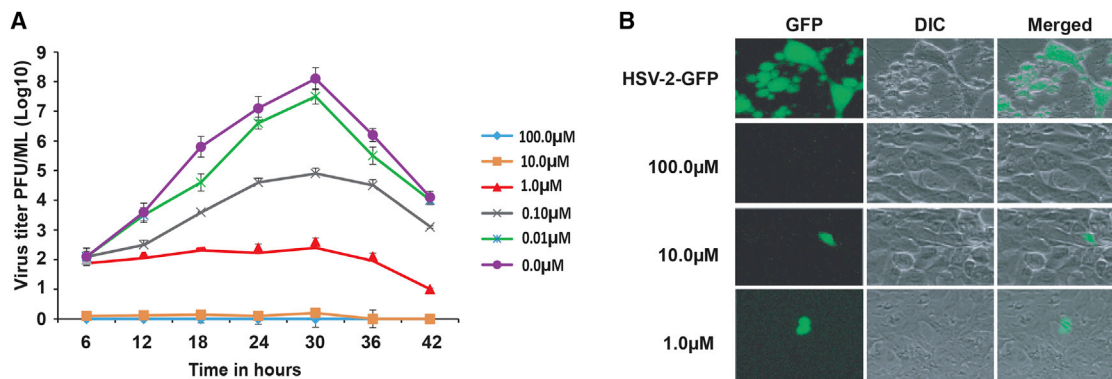 A
Virus titer PFU/ML (Log10)
9
8
7
6
5
4
3
2
1
0
6 12 18 24 30 36 42
Time in hours
100.0µM
10.0µM
1.0µM
0.10µM
0.01µM
0.0µM
B
GFP DIC Merged
HSV-2-GFP
100.0µM
10.0µM
1.0µM